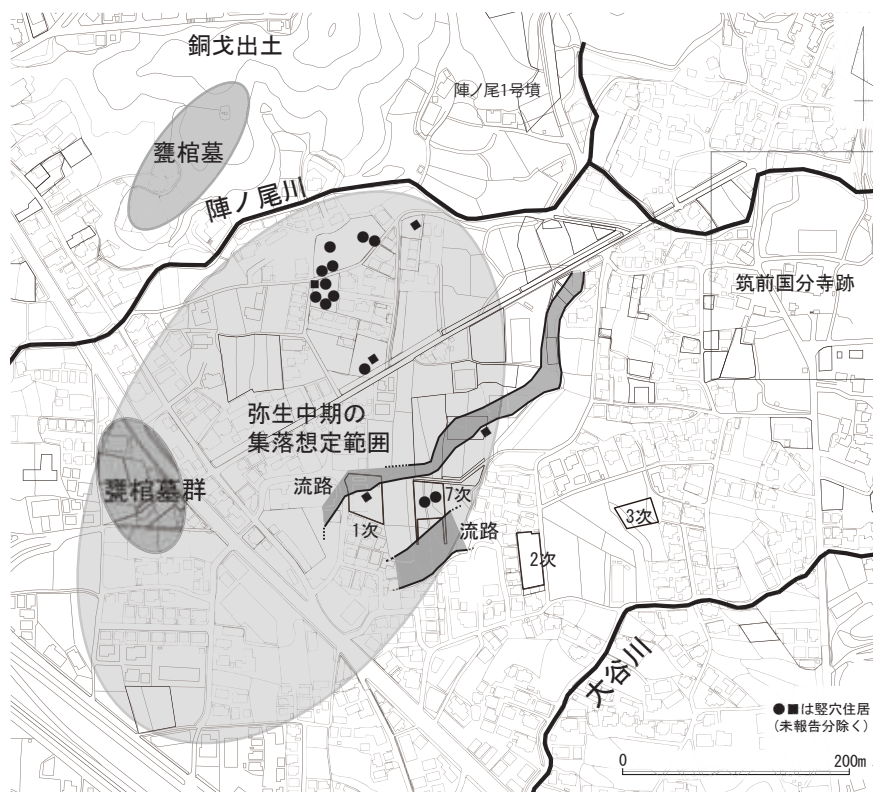 銅戈出土
陣ノ尾1号墳
甕棺墓
陣ノ尾川
筑前国分寺跡
弥生中期の
集落想定範囲
甕棺墓群
流路
7次
1次
流路
3次
2次
大谷川
●■は竪穴住居
(未報告分除く)
0
200m